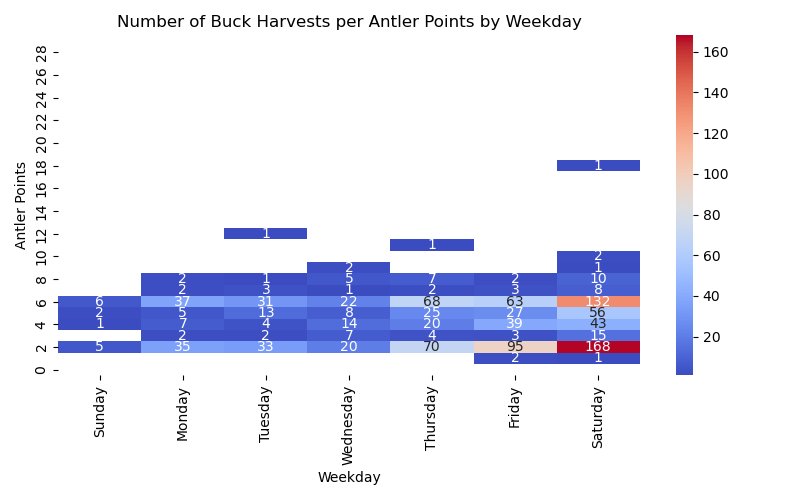 Number of Buck Harvests per Antler Points by Weekday
28
26
24
22
20
18 1
16
14
12 1
1
10 2
2 1
8 2 1 5 7 2 10
2 3 1 2 3 8
6 6 37 31 22 68 63 132
2 5 13 8 25 27 56
4 1 7 4 14 20 39 43
2 2 7 4 3 15
2 5 35 33 20 70 95 168
2 1
0
Antler Points
Sunday Monday Tuesday Wednesday Thursday Friday Saturday
Weekday
160
140
120
100
80
60
40
20